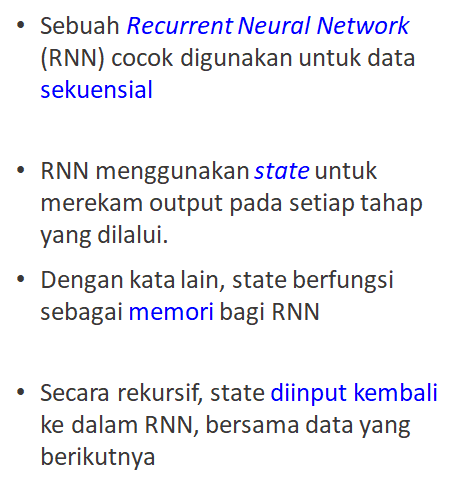 • Sebuah Recurrent Neural Network
(RNN) cocok digunakan untuk data
sekuensial
• RNN menggunakan state untuk
merekam output pada setiap tahap
yang dilalui.
• Dengan kata lain, state berfungsi
sebagai memori bagi RNN
• Secara rekursif, state diinput kembali
ke dalam RNN, bersama data yang
berikutnya